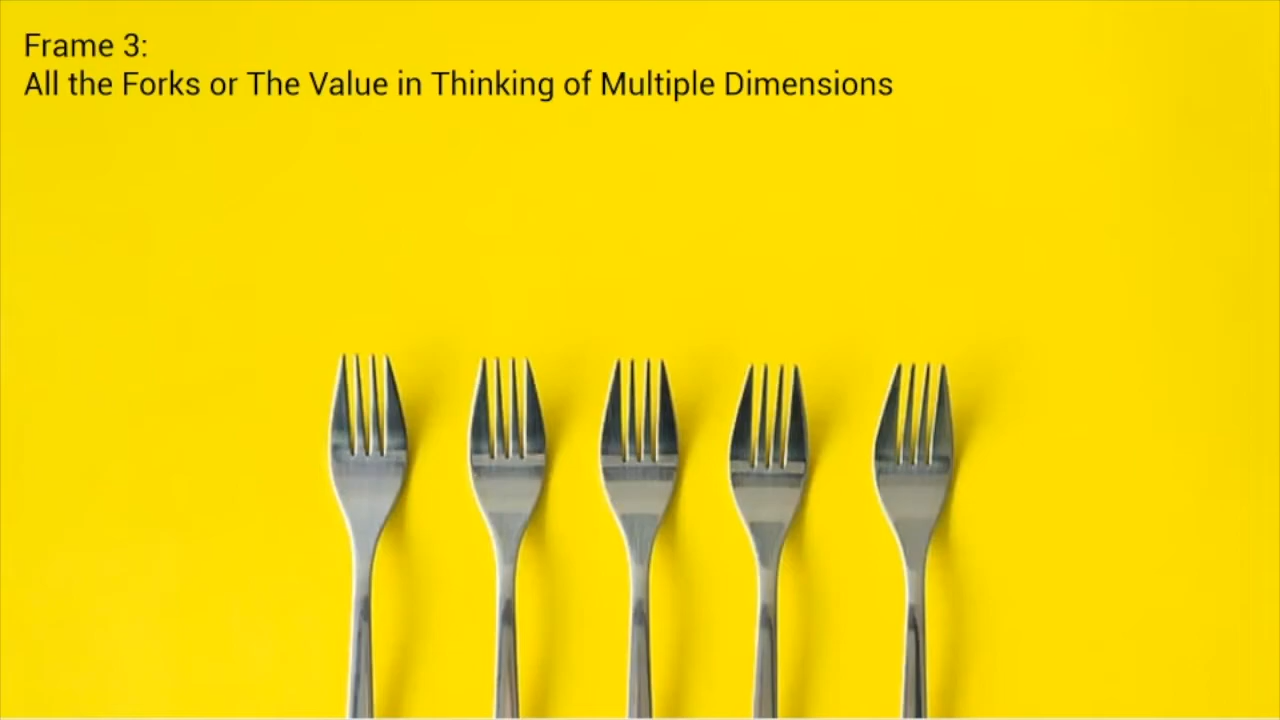 Frame 3:
All the Forks or The Value in Thinking of Multiple Dimensions